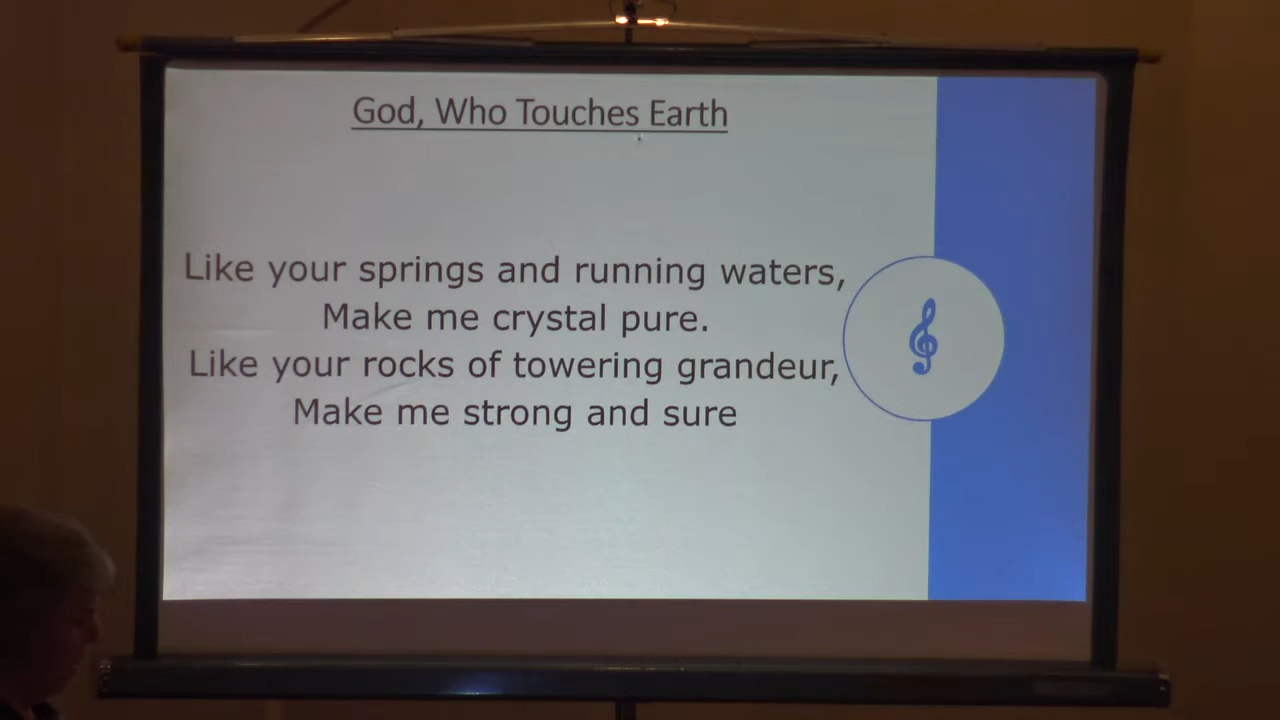 God, Who Touches Earth
Like your springs and running waters,
Make me crystal pure.
Like your rocks of towering grandeur,
Make me strong and sure